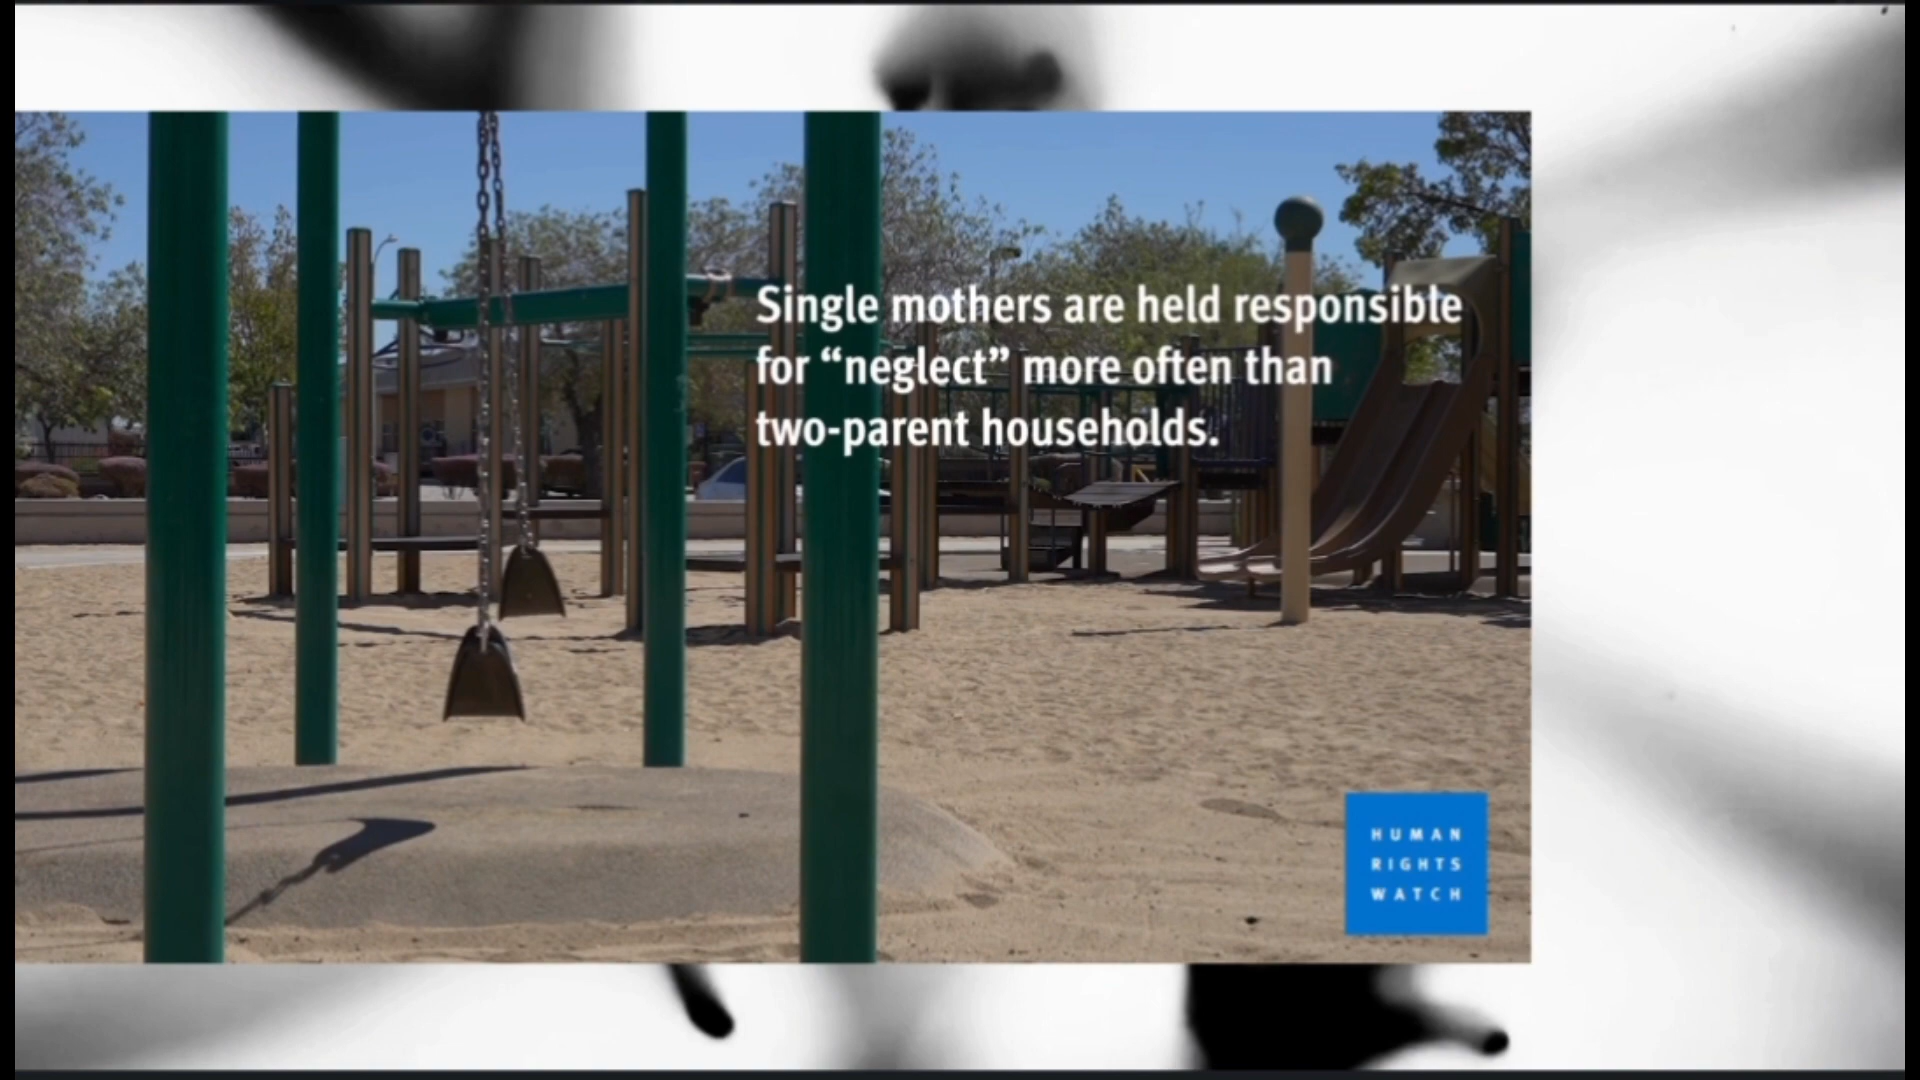 Single mothers are held responsible
for “neglect” more often than
two-parent households.
HUMAN
RIGHTS
WATCH